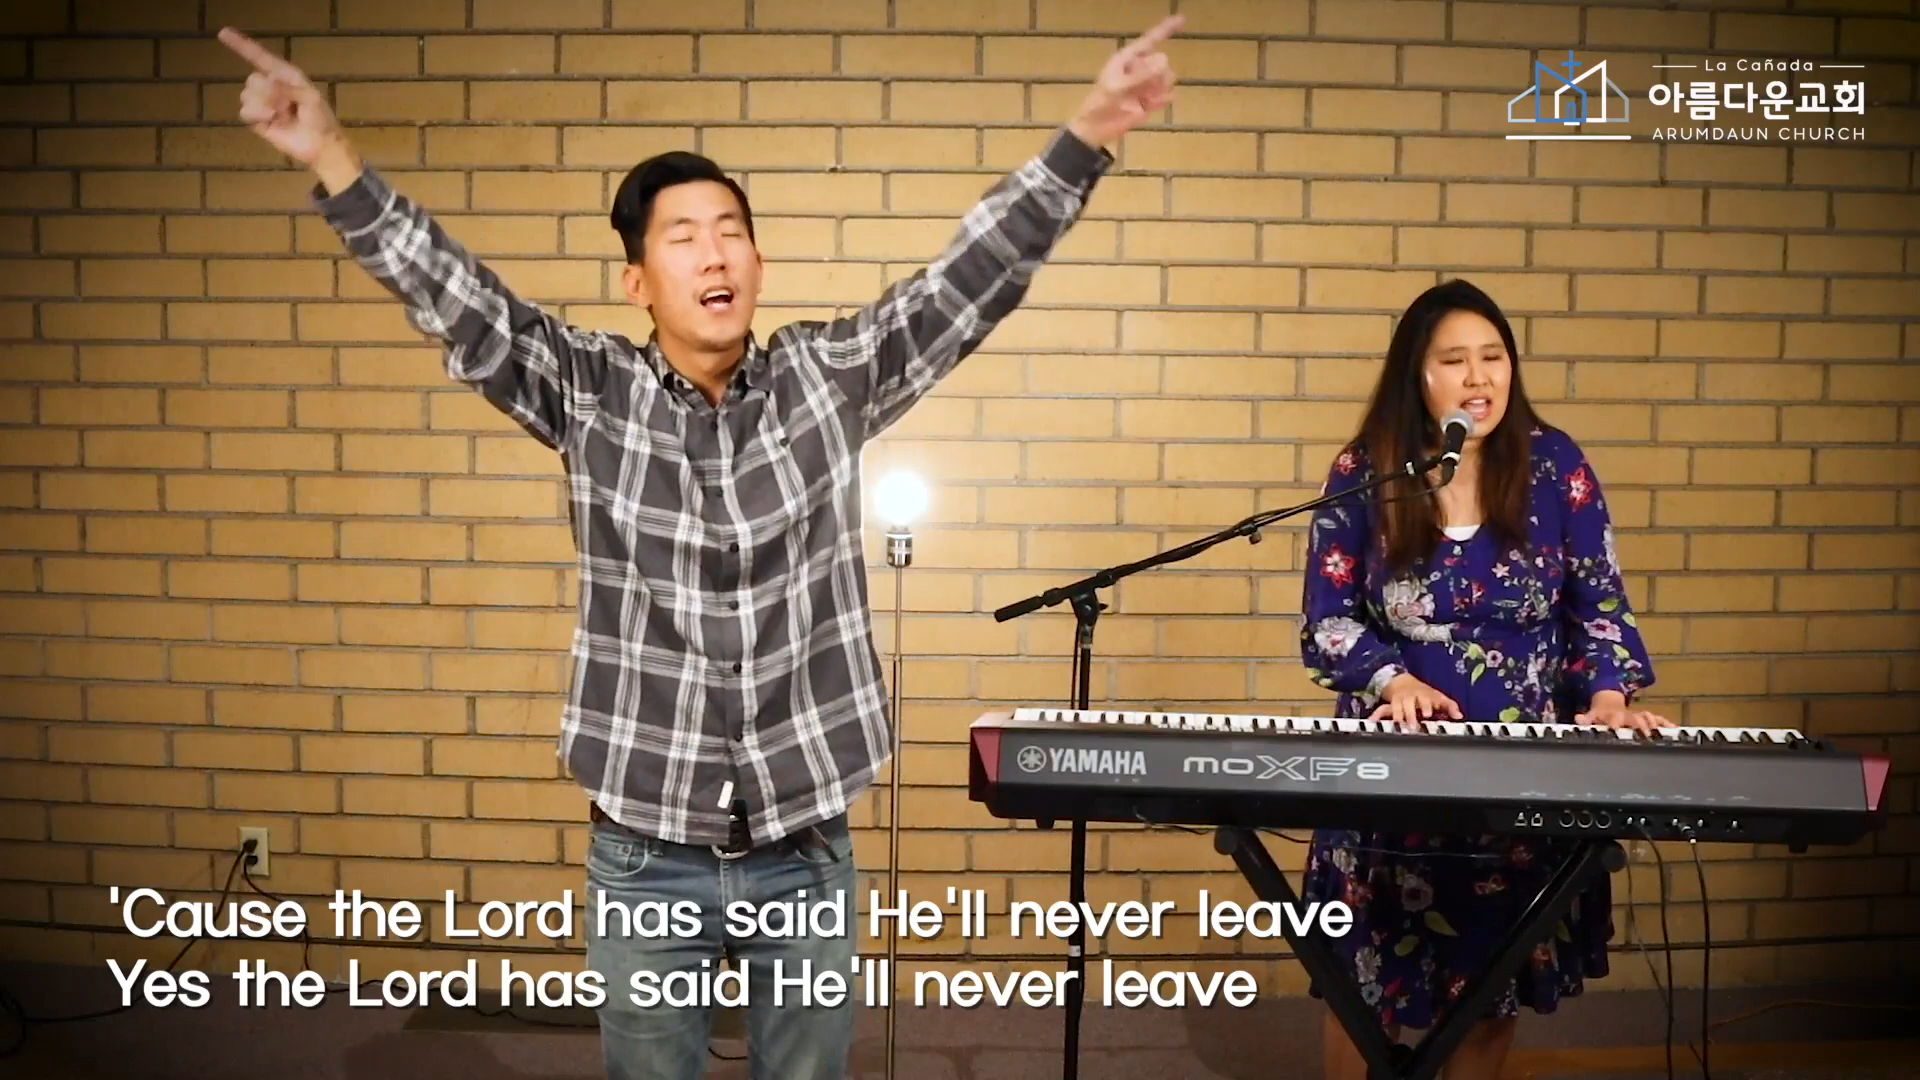 La Cañada
아름다운교회
ARUMDAUN CHURCH
YAMAHA MOXF8
'Cause the Lord has said He'll never leave
Yes the Lord has said He'll never leave